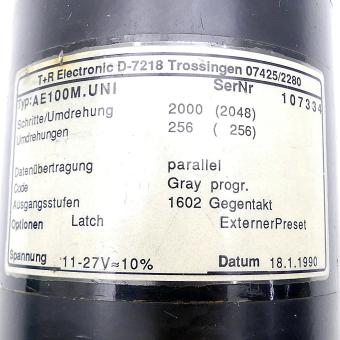 T+R Electronic D-7218 Trossingen 07425/2280
Typ:AE100M.UNI SerNr 107334
Schritte/Umdrehung 2000 (2048)
Umdrehungen 256 ( 256)
Datenübertragung parallel
Code Gray progr.
Ausgangsstufen 1602 Gegentakt
Optionen Latch ExternerPreset
Spannung 11-27V≈10% Datum 18.1.1990